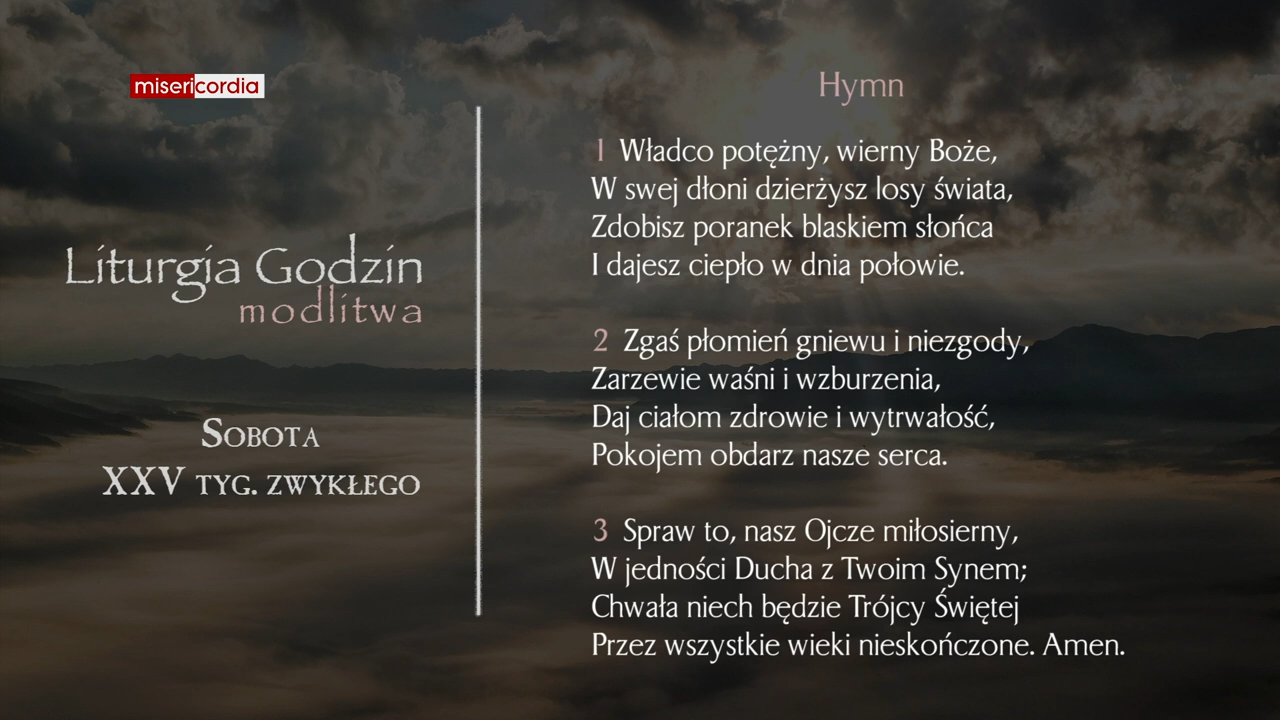 misericordia
Liturgia Godzin
modlitwa
Sobota
XXV tyg. zwykłego
Hymn
1 Władco potężny, wierny Boże,
W swej dłoni dzierżysz losy świata,
Zdobisz poranek blaskiem słońca
I dajesz ciepło w dnia połowie.
2 Zgaś płomień gniewu i niezgody,
Zarzewie waśni i wzburzenia,
Daj ciałom zdrowie i wytrwałość,
Pokojem obdarz nasze serca.
3 Spraw to, nasz Ojcze miłosierny,
W jedności Ducha z Twoim Synem;
Chwała niech będzie Trójcy Świętej
Przez wszystkie wieki nieskończone. Amen.